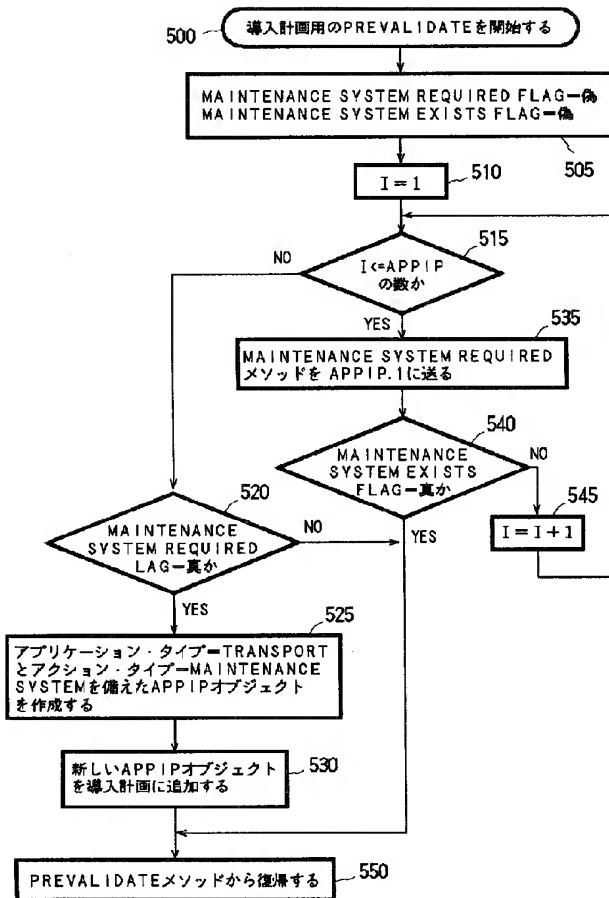 500
導入計画用のPREVALIDATEを開始する
MAINTENANCE SYSTEM REQUIRED FLAG=偽
MAINTENANCE SYSTEM EXISTS FLAG=偽
505
I=1
510
515
I<=APPIP
の数か
NO
YES
535
MAINTENANCE SYSTEM REQUIRED
メソッドを APPIP.1に送る
540
MAINTENANCE
SYSTEM EXISTS
FLAG=真か
NO
YES
545
I=I+1
520
MAINTENANCE
SYSTEM REQUIRED
LAG=真か
NO
YES
525
アプリケーション・タイプ=TRANSPORT
とアクション・タイプ=MAINTENANCE
SYSTEMを備えたAPPIPオブジェクト
を作成する
530
新しいAPPIPオブジェクト
を導入計画に追加する
PREVALIDATEメソッドから復帰する
550